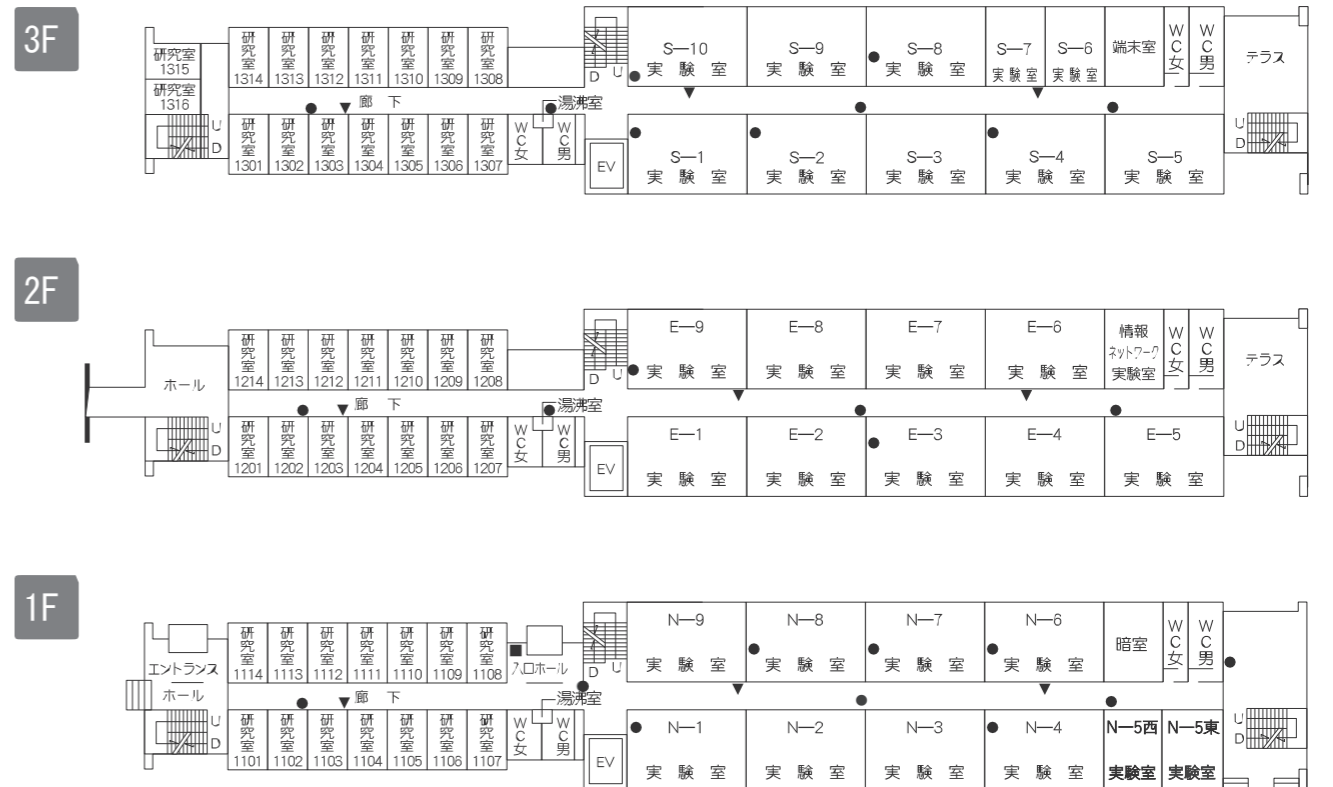 3F
研究室 1315
研究室 1316
研究室 1314
研究室 1313
研究室 1312
研究室 1311
研究室 1310
研究室 1309
研究室 1308
D U
S—10 実験室
S—9 実験室
S—8 実験室
S—7 実験室
S—6 実験室
端末室
WC女
WC男
テラス
廊下
湯沸室
U
D
研究室 1301
研究室 1302
研究室 1303
研究室 1304
研究室 1305
研究室 1306
研究室 1307
WC女
WC男
EV
S—1 実験室
S—2 実験室
S—3 実験室
S—4 実験室
S—5 実験室
U
D
2F
ホール
研究室 1214
研究室 1213
研究室 1212
研究室 1211
研究室 1210
研究室 1209
研究室 1208
D U
E—9 実験室
E—8 実験室
E—7 実験室
E—6 実験室
情報
ネットワーク
実験室
WC女
WC男
テラス
廊下
湯沸室
U
D
研究室 1201
研究室 1202
研究室 1203
研究室 1204
研究室 1205
研究室 1206
研究室 1207
WC女
WC男
EV
E—1 実験室
E—2 実験室
E—3 実験室
E—4 実験室
E—5 実験室
U
D
1F
エントランス
ホール
研究室 1114
研究室 1113
研究室 1112
研究室 1111
研究室 1110
研究室 1109
研究室 1108
入口ホール
D U
N—9 実験室
N—8 実験室
N—7 実験室
N—6 実験室
暗室
WC女
WC男
廊下
湯沸室
U
D
研究室 1101
研究室 1102
研究室 1103
研究室 1104
研究室 1105
研究室 1106
研究室 1107
WC女
WC男
EV
N—1 実験室
N—2 実験室
N—3 実験室
N—4 実験室
N—5西 実験室
N—5東 実験室
U
D